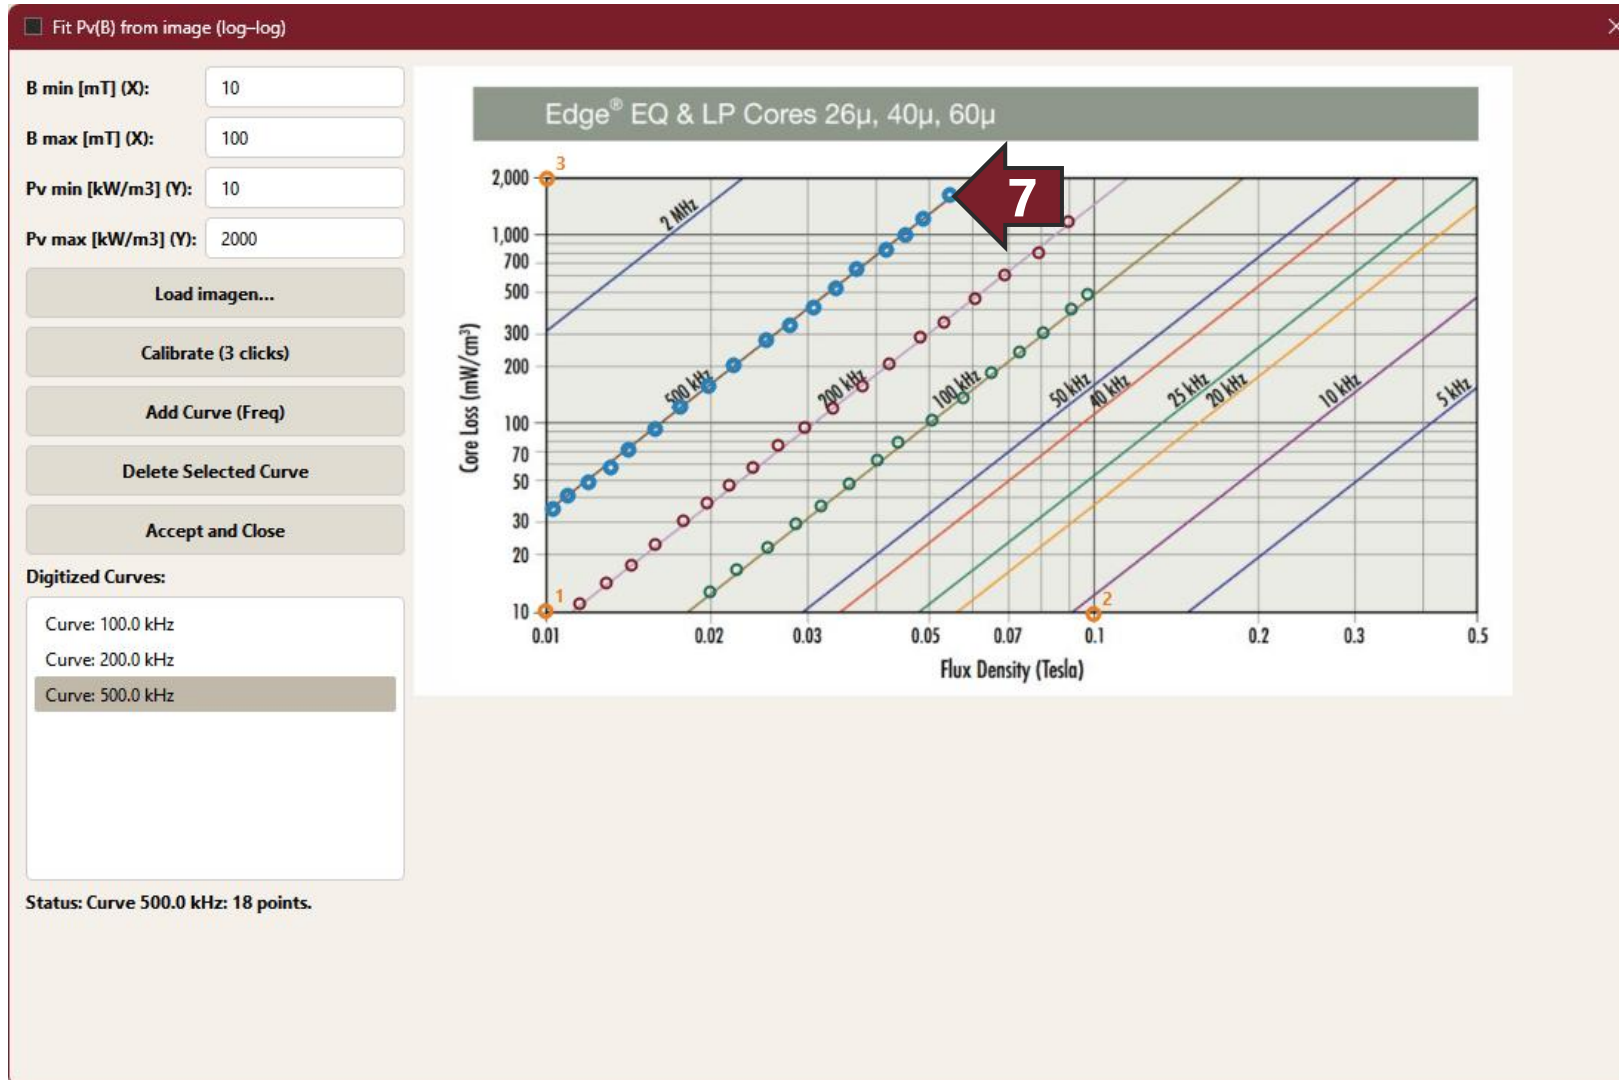 Fit Pv(B) from image (log–log)
B min [mT] (X): 10
B max [mT] (X): 100
Pv min [kW/m3] (Y): 10
Pv max [kW/m3] (Y): 2000
Load imagen...
Calibrate (3 clicks)
Add Curve (Freq)
Delete Selected Curve
Accept and Close
Digitized Curves:
Curve: 100.0 kHz
Curve: 200.0 kHz
Curve: 500.0 kHz
Status: Curve 500.0 kHz: 18 points.
Edge® EQ & LP Cores 26µ, 40µ, 60µ
3
7
2,000
1,000
700
500
300
200
100
70
50
30
20
10
Core Loss (mW/cm³)
2 MHz
500 kHz
200 kHz
100 kHz
50 kHz
40 kHz
25 kHz
20 kHz
10 kHz
5 kHz
1
2
0.01 0.02 0.03 0.05 0.07 0.1 0.2 0.3 0.5
Flux Density (Tesla)